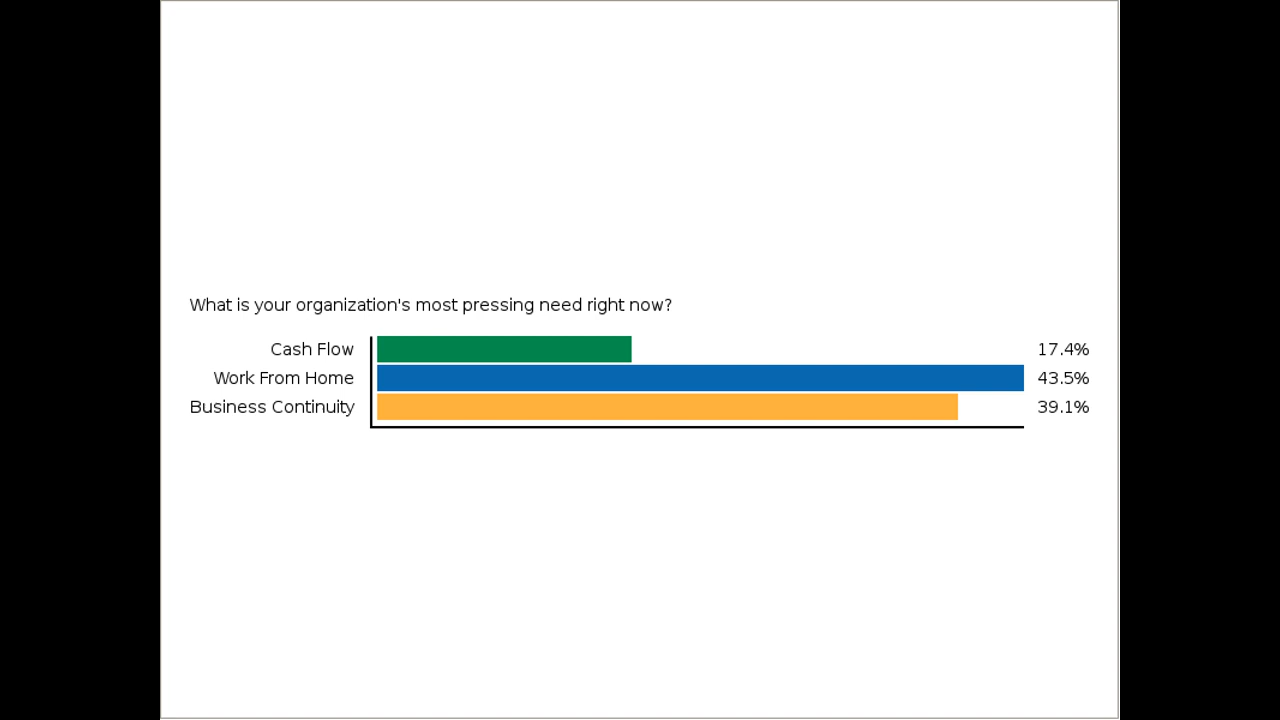 What is your organization's most pressing need right now?
Cash Flow 17.4%
Work From Home 43.5%
Business Continuity 39.1%